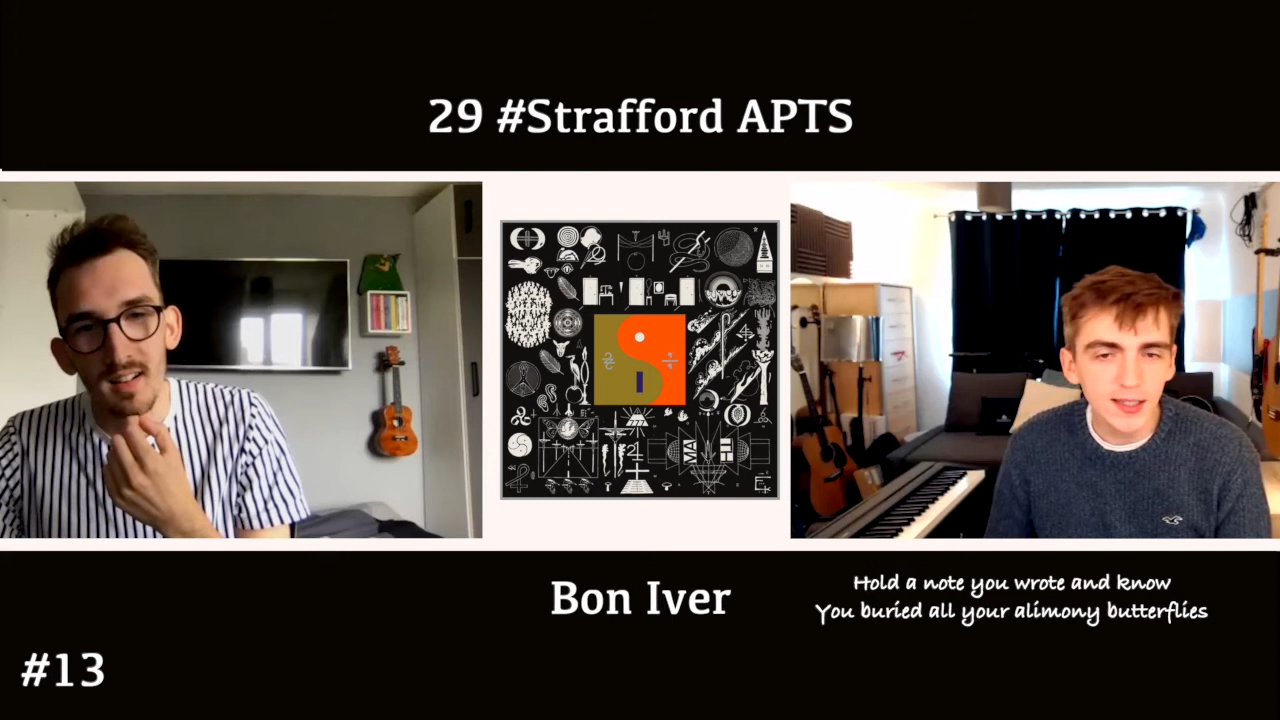 29 #Strafford APTS
Bon Iver
Hold a note you wrote and know
You buried all your alimony butterflies
#13